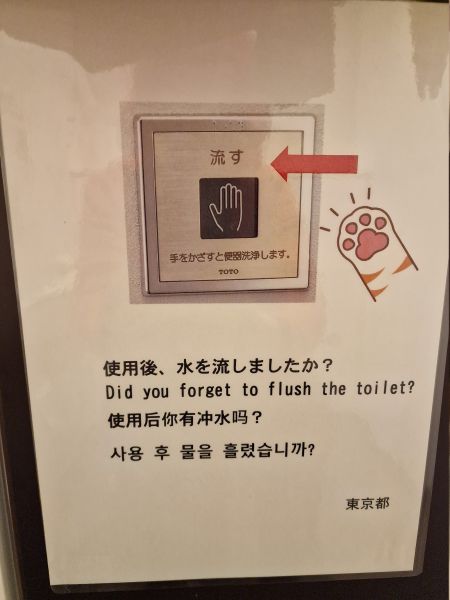 流す
手をかざすと便器洗浄します。
TOTO
使用後、水を流しましたか？
Did you forget to flush the toilet?
使用后你有冲水吗？
사용 후 물을 흘렸습니까?
東京都